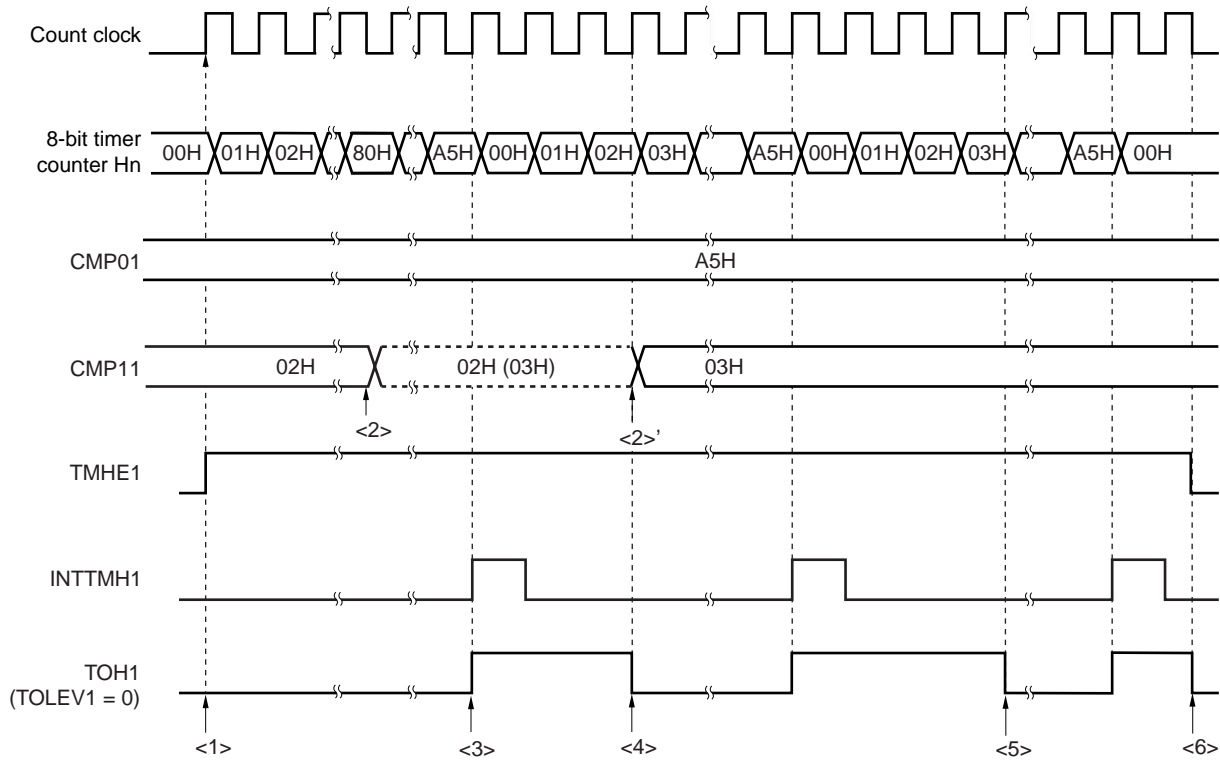 Count clock
8-bit timer
counter Hn
00H 01H 02H 80H A5H 00H 01H 02H 03H A5H 00H 01H 02H 03H A5H 00H
CMP01
A5H
CMP11
02H 02H (03H) 03H
<2> <2>’
TMHE1
INTTMH1
TOH1
(TOLEV1 = 0)
<1> <3> <4> <5> <6>